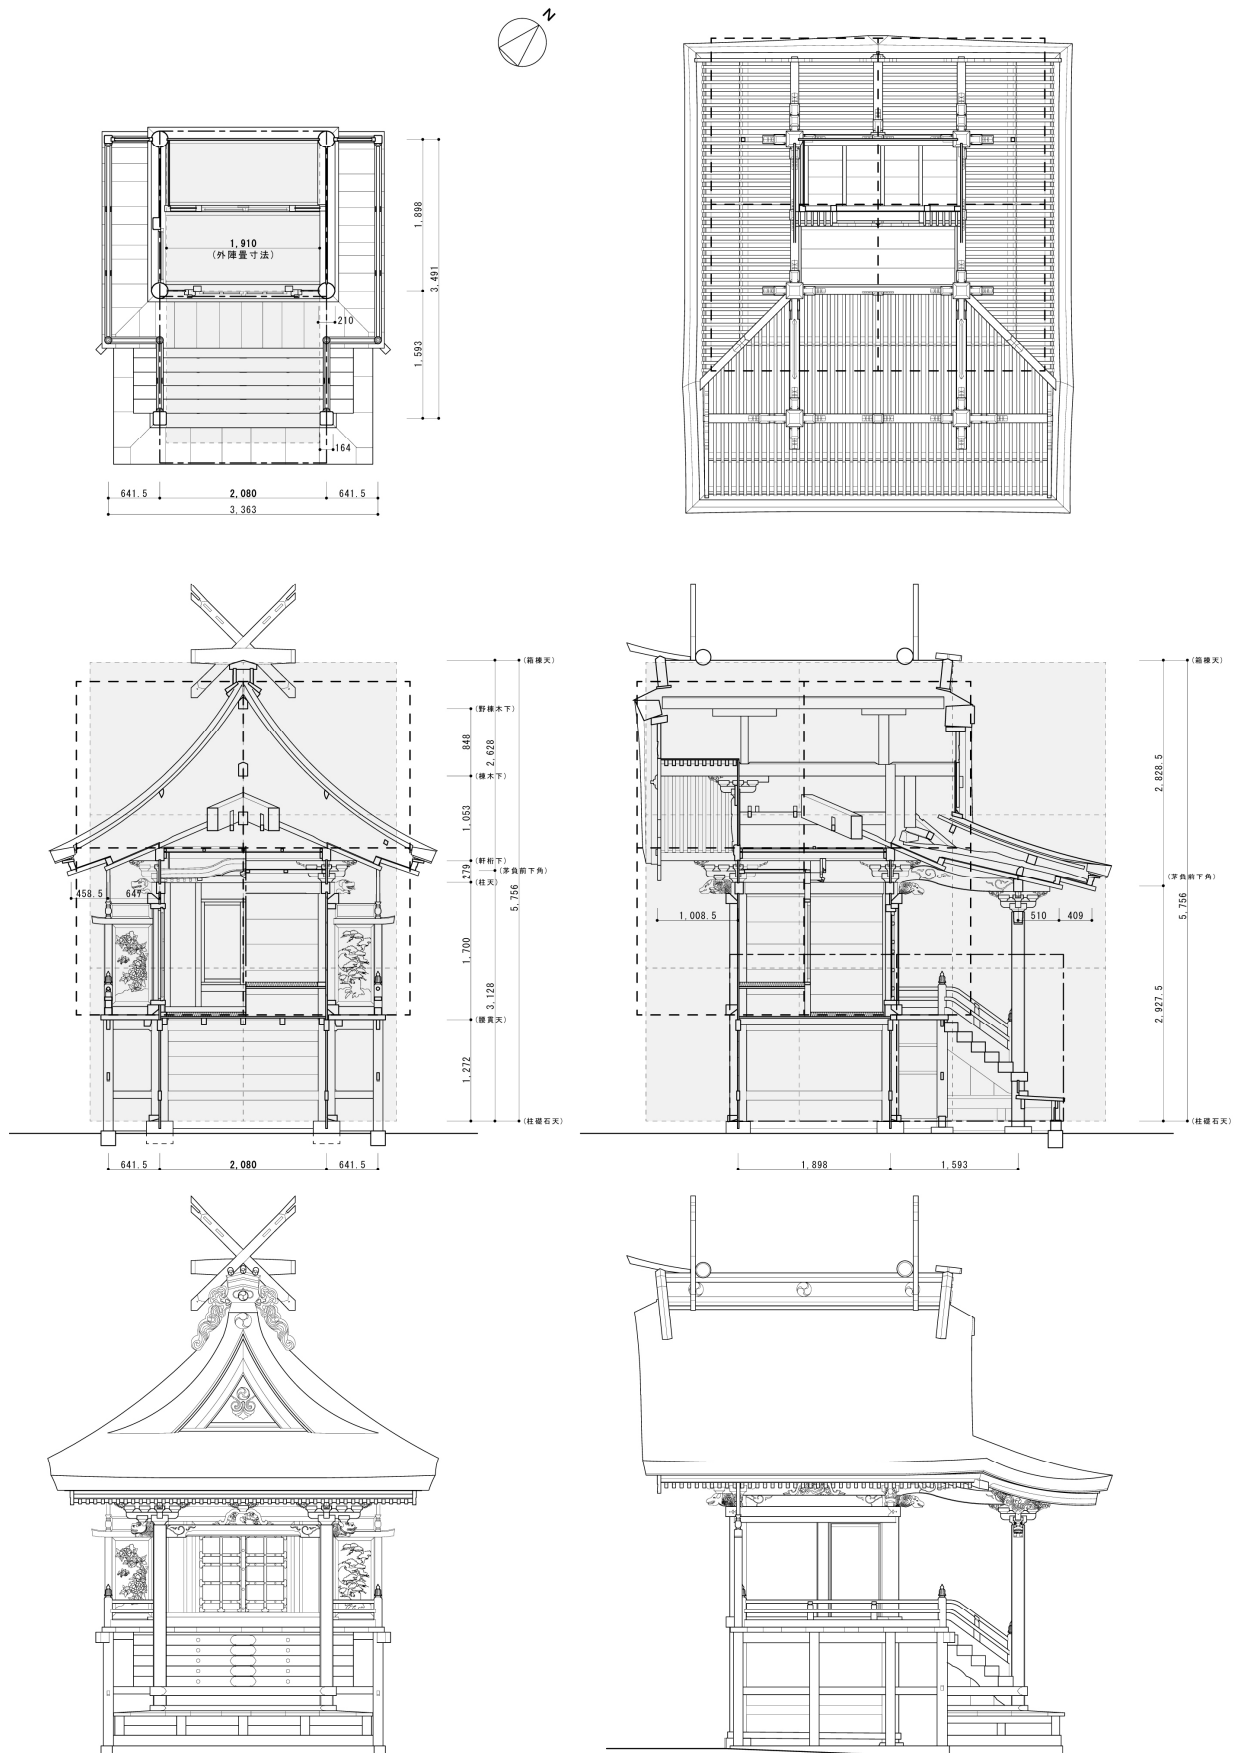 N
1,910
(外陣畳寸法)
1,898
3,491
210
1,593
164
641.5
2,080
641.5
3,363
(箱棟天)
(野棟木下)
848
2,628
(棟木下)
1,053
(軒桁下)
(茅負前下角)
279
(柱天)
5,756
458.5
647
1,700
3,128
(腰貫天)
1,272
(柱礎石天)
641.5
2,080
641.5
(箱棟天)
2,828.5
(茅負前下角)
5,756
1,008.5
510
409
2,927.5
(柱礎石天)
1,898
1,593